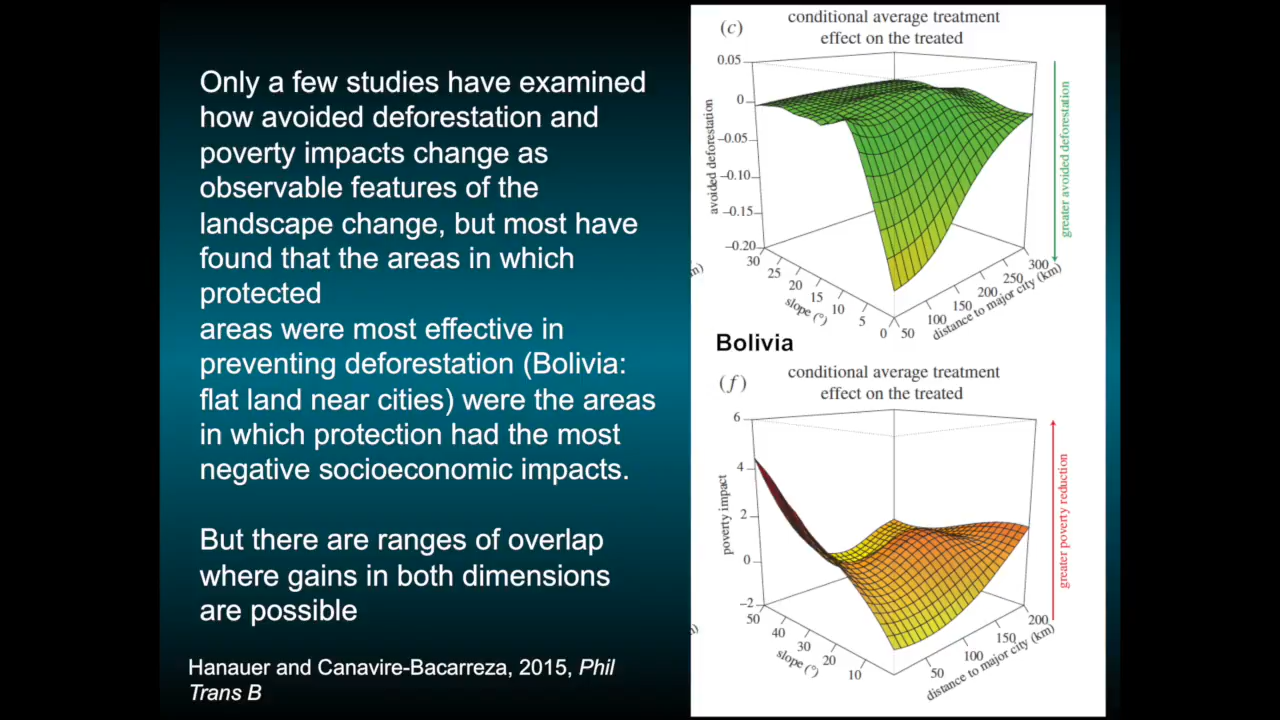 Only a few studies have examined
how avoided deforestation and
poverty impacts change as
observable features of the
landscape change, but most have
found that the areas in which
protected
areas were most effective in
preventing deforestation (Bolivia:
flat land near cities) were the areas
in which protection had the most
negative socioeconomic impacts.
But there are ranges of overlap
where gains in both dimensions
are possible
Hanauer and Canavire-Bacarreza, 2015, Phil
Trans B
(c)
conditional average treatment
effect on the treated
0.05
0
−0.05
−0.10
−0.15
−0.20
avoided deforestation
30
25
20
15
10
5
0
slope (°)
50
100
150
200
250
300
distance to major city (km)
greater avoided deforestation
Bolivia
(f)
conditional average treatment
effect on the treated
6
4
2
0
−2
poverty impact
50
40
30
20
10
slope (°)
50
100
150
200
distance to major city (km)
greater poverty reduction